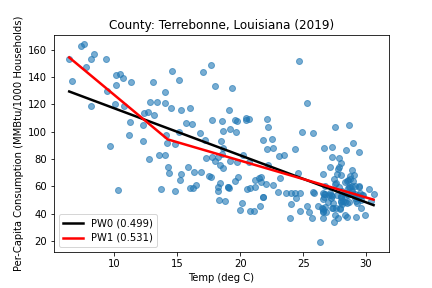 County: Terrebonne, Louisiana (2019)
Per-Capita Consumption (MMBtu/1000 Households)
160
140
120
100
80
60
40
20
PW0 (0.499)
PW1 (0.531)
10
15
20
25
30
Temp (deg C)